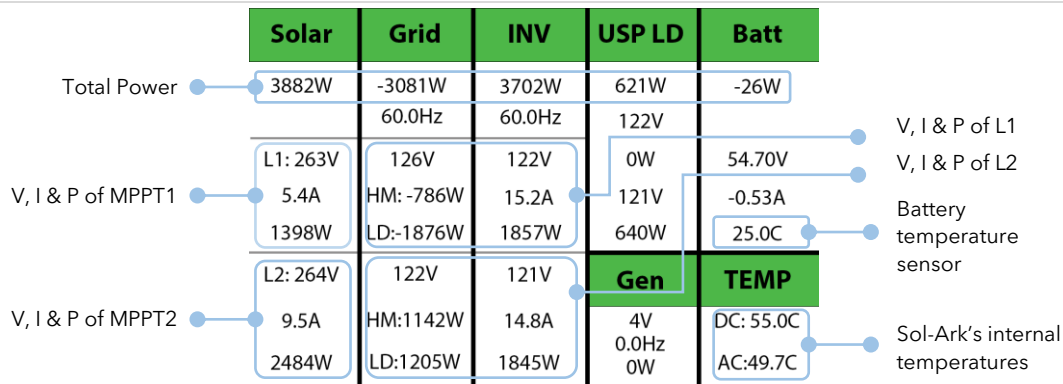 Solar Grid INV USP LD Batt
Total Power 3882W -3081W 3702W 621W -26W
60.0Hz 60.0Hz 122V
V, I & P of L1
L1: 263V 126V 122V 0W 54.70V
V, I & P of L2
V, I & P of MPPT1 5.4A HM: -786W 15.2A 121V -0.53A
1398W LD:-1876W 1857W 640W 25.0C
Battery
temperature
sensor
L2: 264V 122V 121V Gen TEMP
V, I & P of MPPT2 9.5A HM:1142W 14.8A 4V DC: 55.0C
0.0Hz
2484W LD:1205W 1845W 0W AC:49.7C
Sol-Ark's internal
temperatures